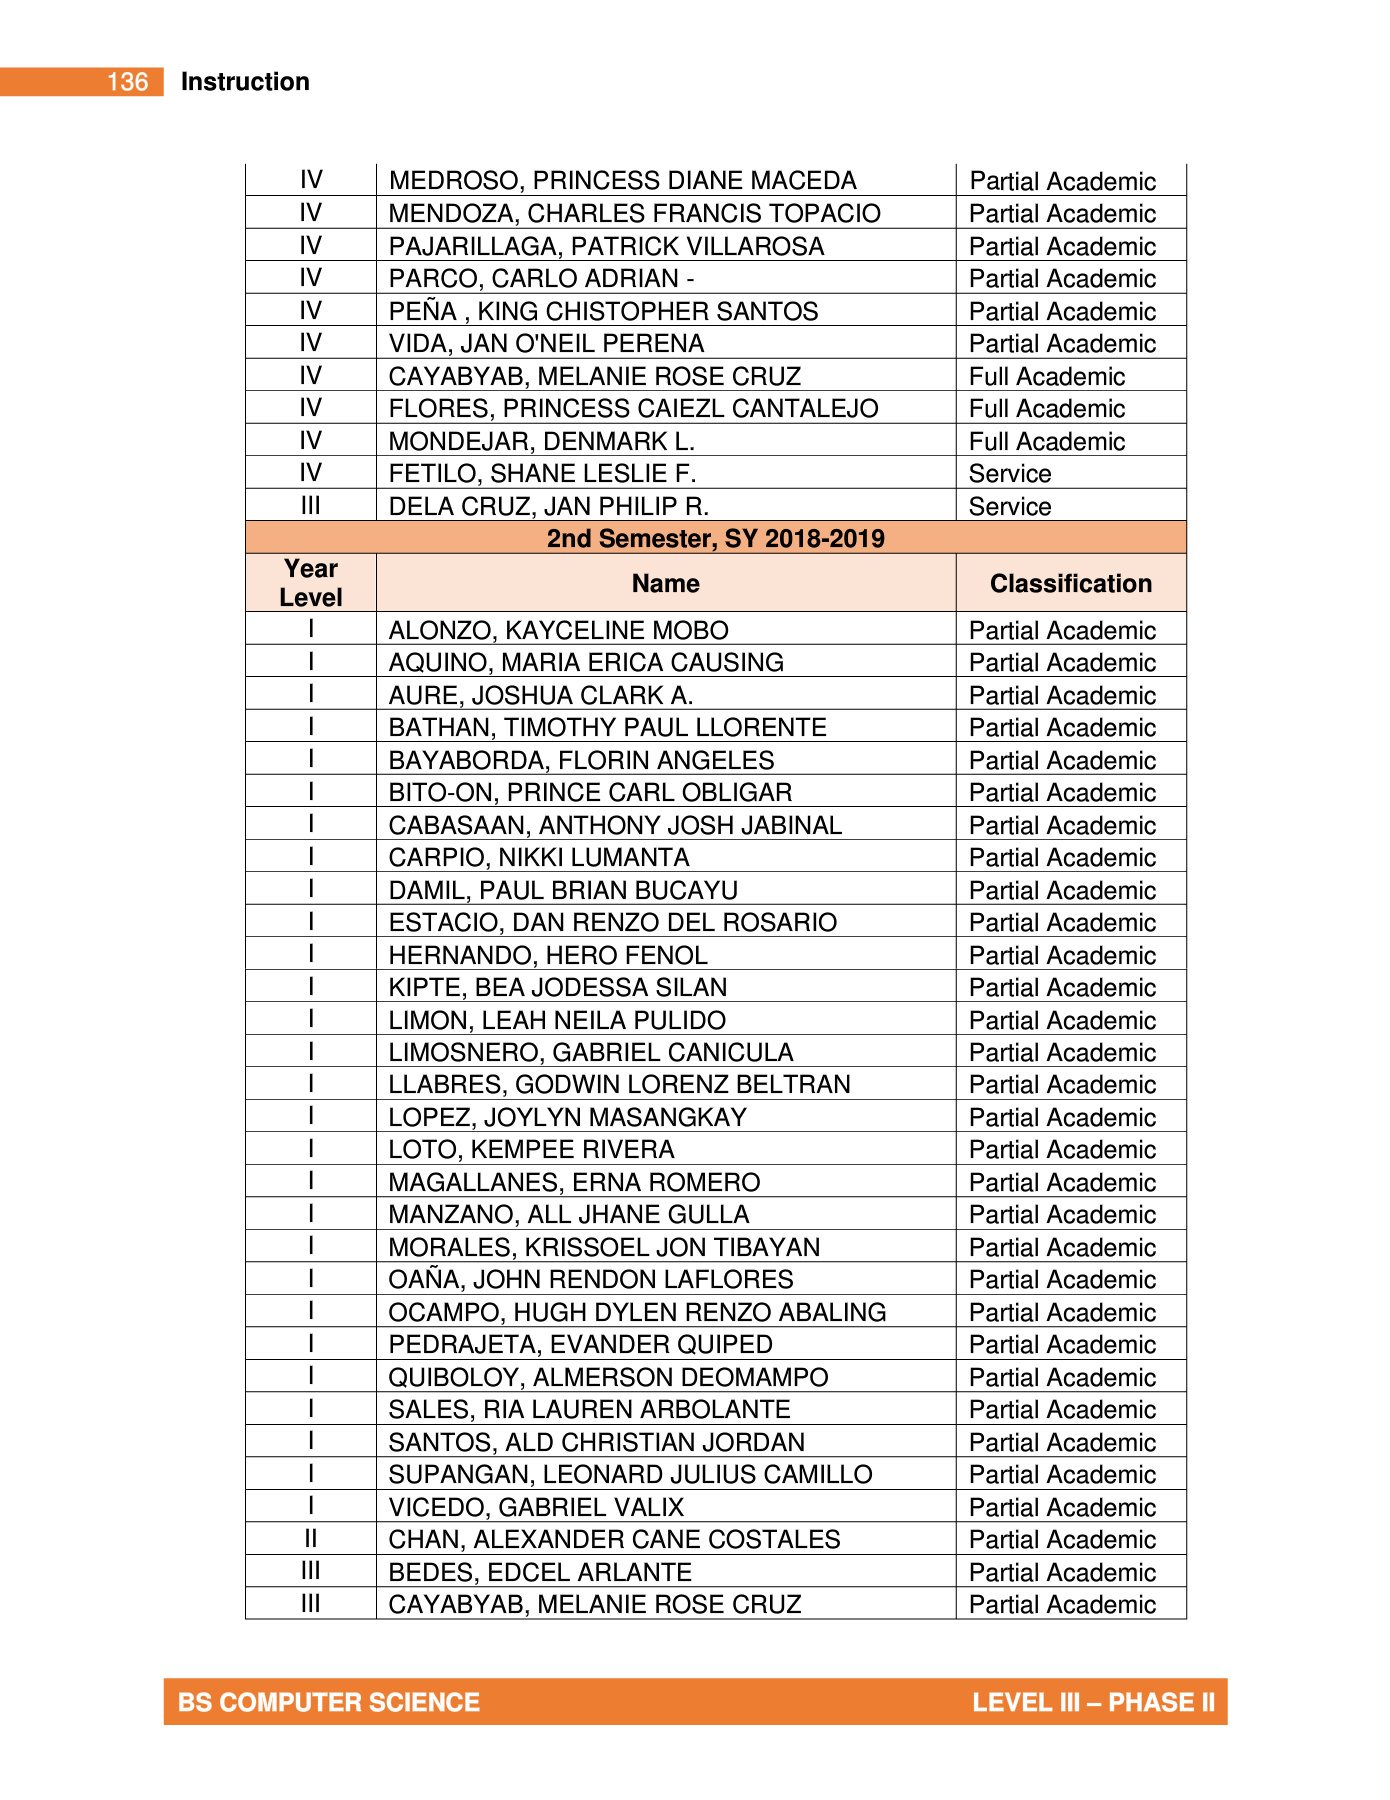 136 Instruction
IV MEDROSO, PRINCESS DIANE MACEDA Partial Academic
IV MENDOZA, CHARLES FRANCIS TOPACIO Partial Academic
IV PAJARILLAGA, PATRICK VILLAROSA Partial Academic
IV PARCO, CARLO ADRIAN - Partial Academic
IV PEÑA , KING CHISTOPHER SANTOS Partial Academic
IV VIDA, JAN O'NEIL PERENA Partial Academic
IV CAYABYAB, MELANIE ROSE CRUZ Full Academic
IV FLORES, PRINCESS CAIEZL CANTALEJO Full Academic
IV MONDEJAR, DENMARK L. Full Academic
IV FETILO, SHANE LESLIE F. Service
III DELA CRUZ, JAN PHILIP R. Service
2nd Semester, SY 2018-2019
Year
Level Name Classification
I ALONZO, KAYCELINE MOBO Partial Academic
I AQUINO, MARIA ERICA CAUSING Partial Academic
I AURE, JOSHUA CLARK A. Partial Academic
I BATHAN, TIMOTHY PAUL LLORENTE Partial Academic
I BAYABORDA, FLORIN ANGELES Partial Academic
I BITO-ON, PRINCE CARL OBLIGAR Partial Academic
I CABASAAN, ANTHONY JOSH JABINAL Partial Academic
I CARPIO, NIKKI LUMANTA Partial Academic
I DAMIL, PAUL BRIAN BUCAYU Partial Academic
I ESTACIO, DAN RENZO DEL ROSARIO Partial Academic
I HERNANDO, HERO FENOL Partial Academic
I KIPTE, BEA JODESSA SILAN Partial Academic
I LIMON, LEAH NEILA PULIDO Partial Academic
I LIMOSNERO, GABRIEL CANICULA Partial Academic
I LLABRES, GODWIN LORENZ BELTRAN Partial Academic
I LOPEZ, JOYLYN MASANGKAY Partial Academic
I LOTO, KEMPEE RIVERA Partial Academic
I MAGALLANES, ERNA ROMERO Partial Academic
I MANZANO, ALL JHANE GULLA Partial Academic
I MORALES, KRISSOEL JON TIBAYAN Partial Academic
I OAÑA, JOHN RENDON LAFLORES Partial Academic
I OCAMPO, HUGH DYLEN RENZO ABALING Partial Academic
I PEDRAJETA, EVANDER QUIPED Partial Academic
I QUIBOLOY, ALMERSON DEOMAMPO Partial Academic
I SALES, RIA LAUREN ARBOLANTE Partial Academic
I SANTOS, ALD CHRISTIAN JORDAN Partial Academic
I SUPANGAN, LEONARD JULIUS CAMILLO Partial Academic
I VICEDO, GABRIEL VALIX Partial Academic
II CHAN, ALEXANDER CANE COSTALES Partial Academic
III BEDES, EDCEL ARLANTE Partial Academic
III CAYABYAB, MELANIE ROSE CRUZ Partial Academic
BS COMPUTER SCIENCE LEVEL III – PHASE II